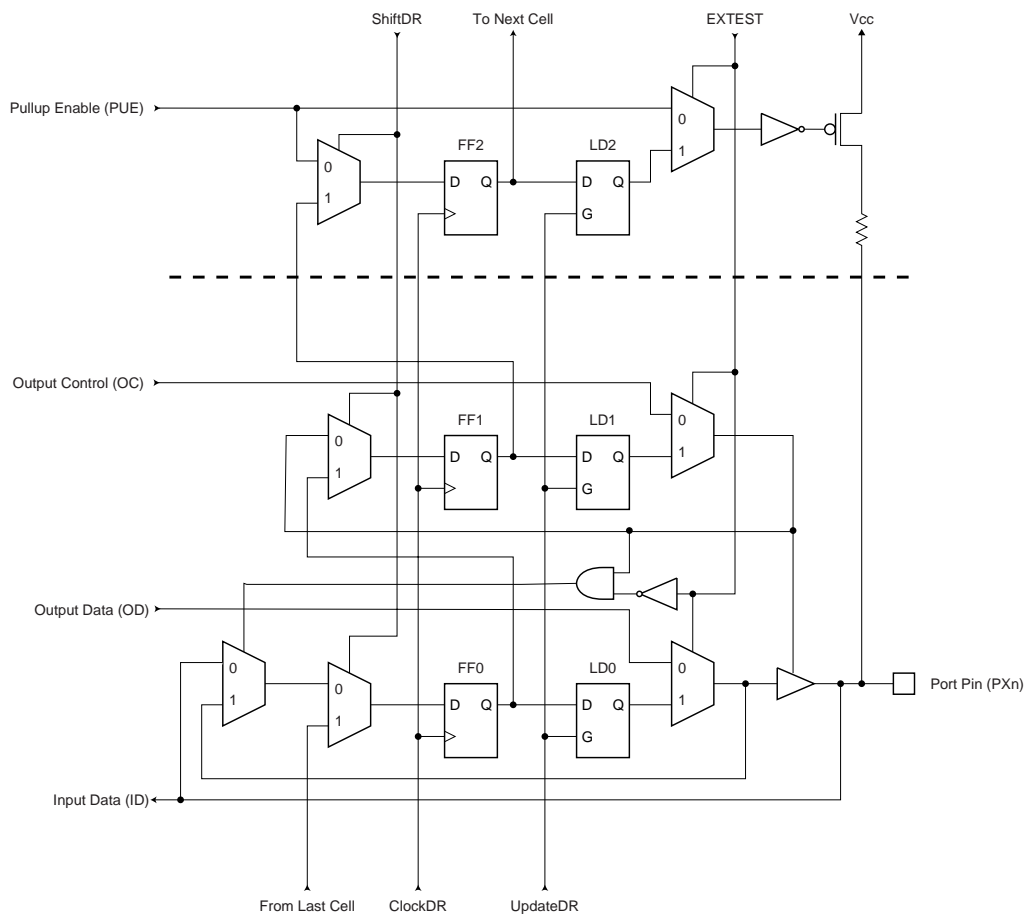 ShiftDR
To Next Cell
EXTEST
Vcc
Pullup Enable (PUE)
0
1
FF2
D Q
LD2
D Q
G
0
1
Output Control (OC)
0
1
FF1
D Q
LD1
D Q
G
0
1
Output Data (OD)
0
1
0
1
FF0
D Q
LD0
D Q
G
0
1
Port Pin (PXn)
Input Data (ID)
From Last Cell
ClockDR
UpdateDR